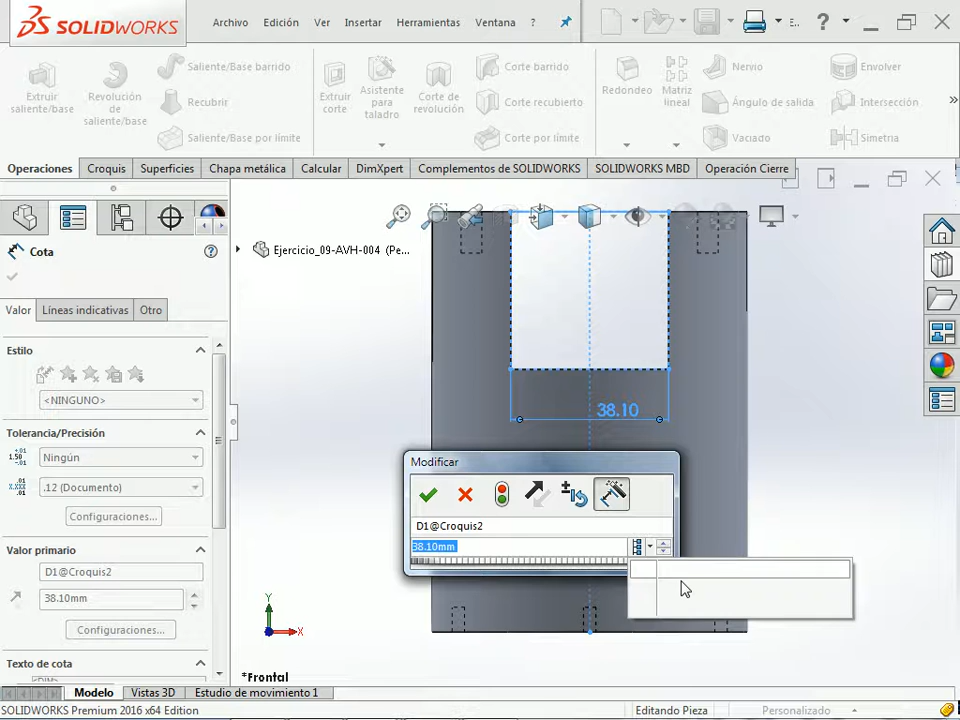 SOLIDWORKS
Archivo Edición Ver Insertar Herramientas Ventana ? E.. ?
Extruir saliente/base
Revolución de saliente/base
Saliente/Base barrido
Recubrir
Saliente/Base por límite
Extruir corte
Asistente para taladro
Corte de revolución
Corte barrido
Corte recubierto
Corte por límite
Redondeo
Matriz lineal
Nervio
Ángulo de salida
Vaciado
Envolver
Intersección
Simetria
»
Operaciones Croquis Superficies Chapa metálica Calcular DimXpert Complementos de SOLIDWORKS SOLIDWORKS MBD Operación Cierre
Cota
Ejercicio_09-AVH-004 (Pe...
Valor Líneas indicativas Otro
Estilo
<NINGUNO>
Tolerancia/Precisión
Ningún
.12 (Documento)
Configuraciones...
Valor primario
D1@Croquis2
38.10mm
Configuraciones...
Texto de cota
38.10
Modificar
D1@Croquis2
38.10mm
Y
X
*Frontal
Modelo Vistas 3D Estudio de movimiento 1
SOLIDWORKS Premium 2016 x64 Edition Editando Pieza Personalizado